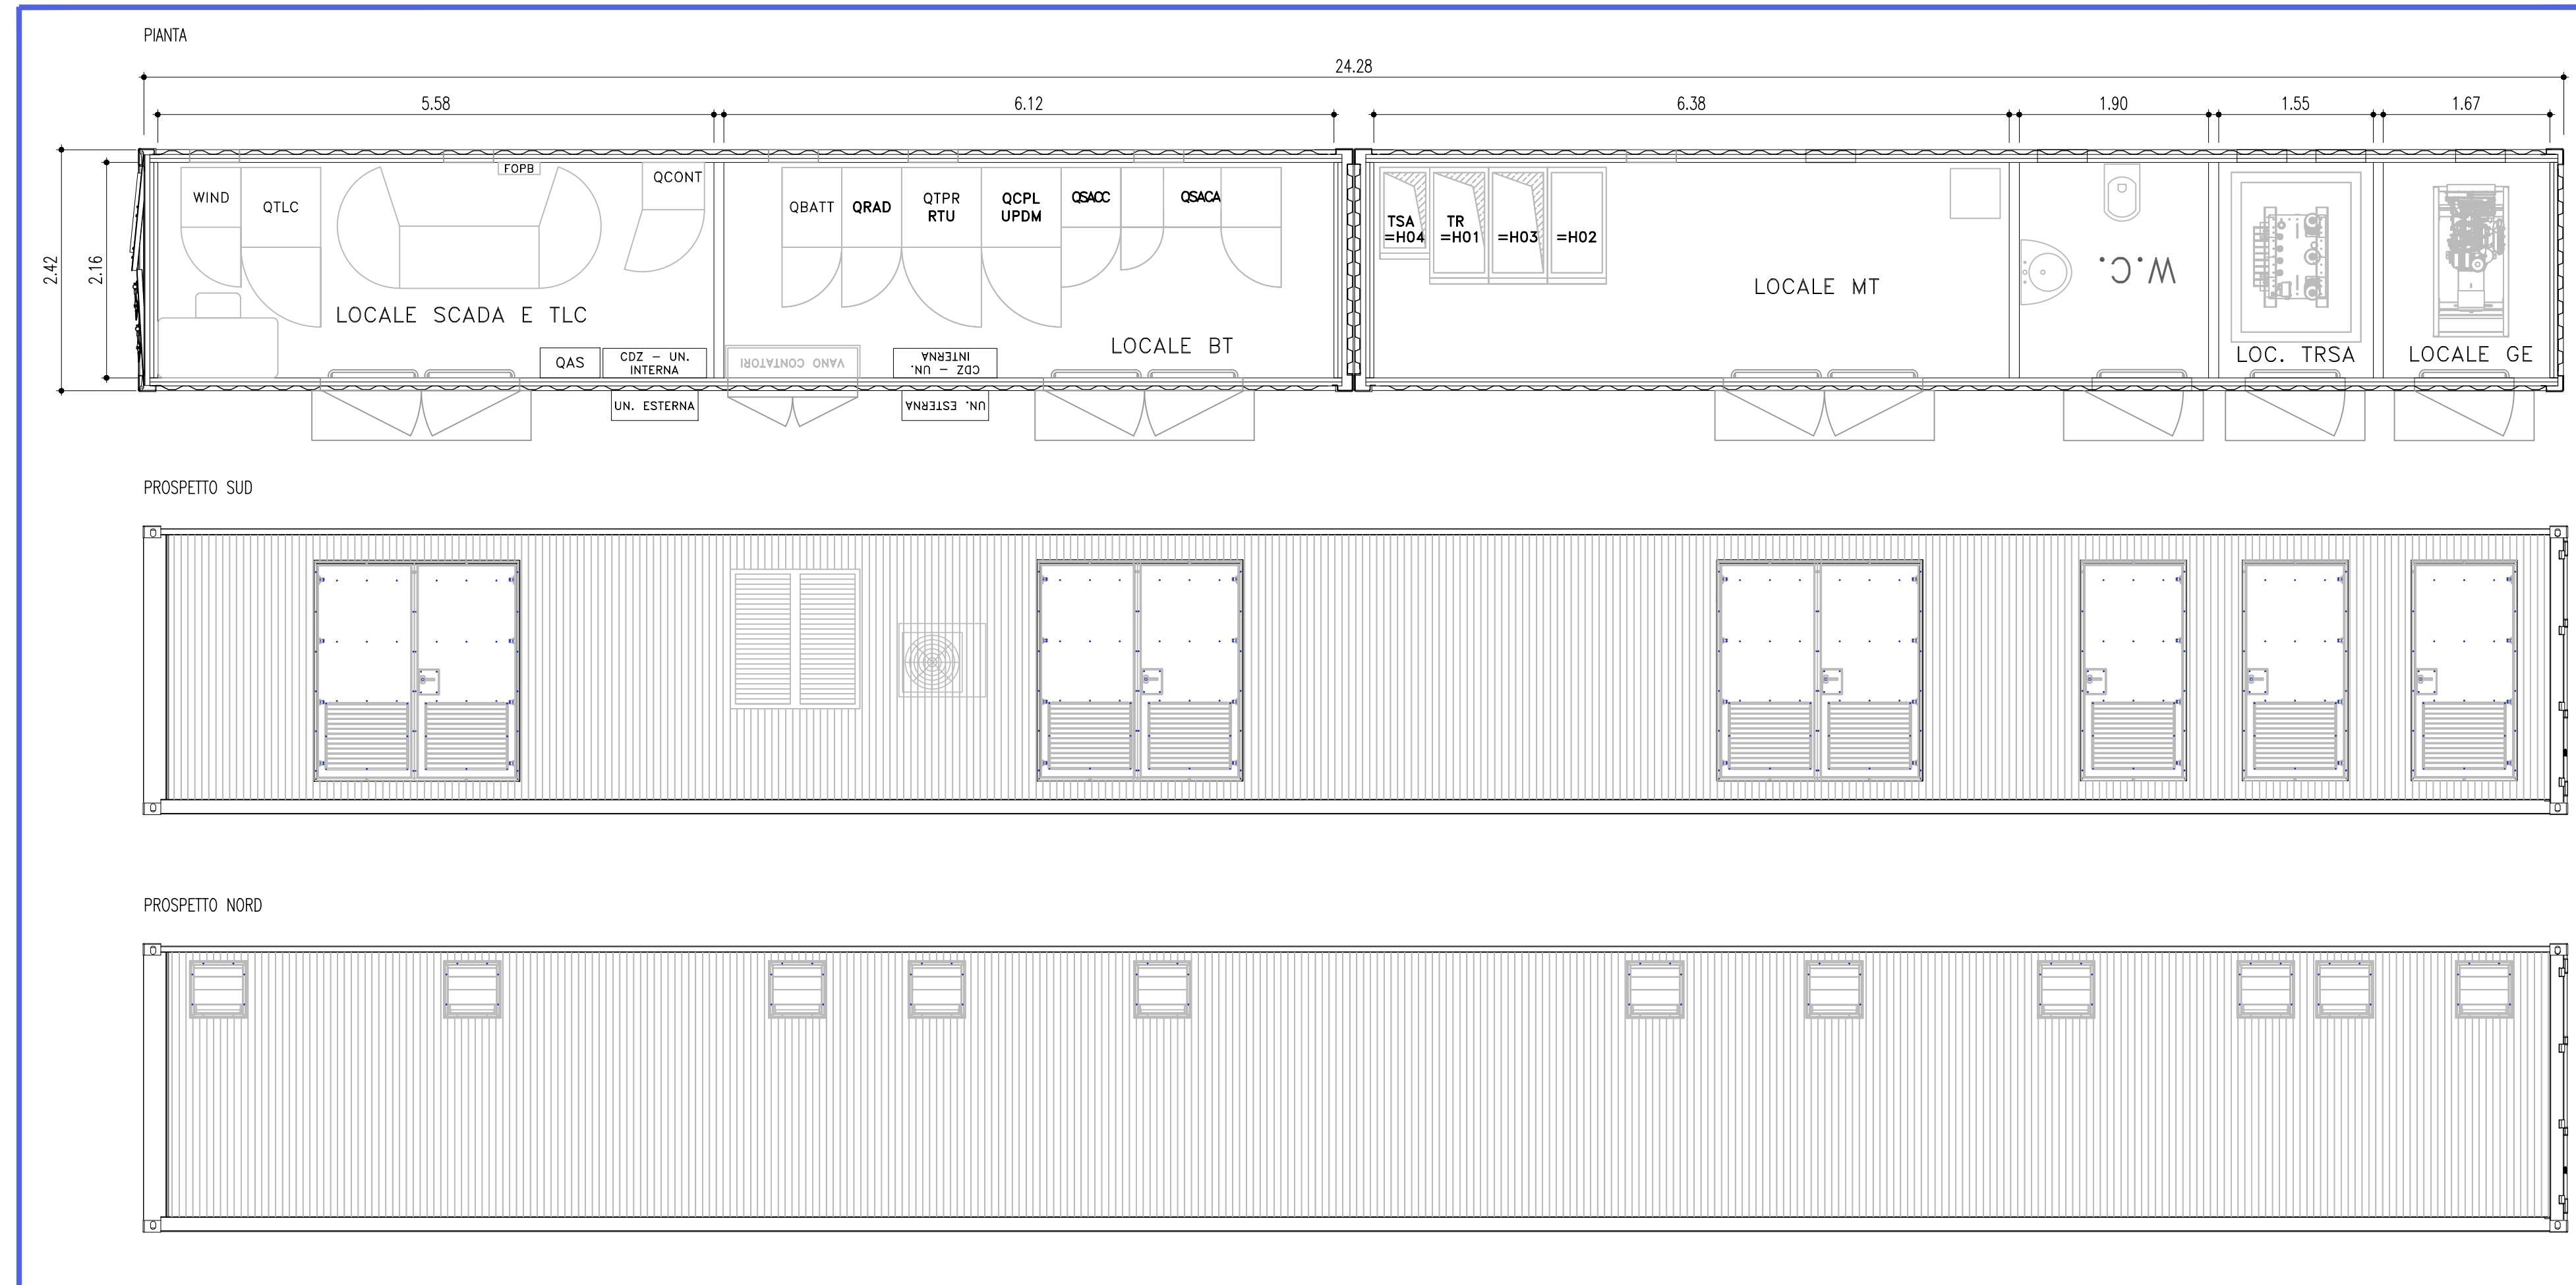 PIANTA
24.28
5.58
6.12
6.38
1.90
1.55
1.67
2.42
2.16
WIND
QTLC
FOPB
QCONT
LOCALE SCADA E TLC
QAS
CDZ - UN.
INTERNA
UN. ESTERNA
QBATT
QRAD
QTPR
RTU
QCPL
UPDM
QSACC
QSACA
LOCALE BT
VANO CONTATORI
CDZ - UN.
INTERNA
UN. ESTERNA
TSA
=H04
TR
=H01
=H03
=H02
LOCALE MT
W.C.
LOC. TRSA
LOCALE GE
PROSPETTO SUD
PROSPETTO NORD